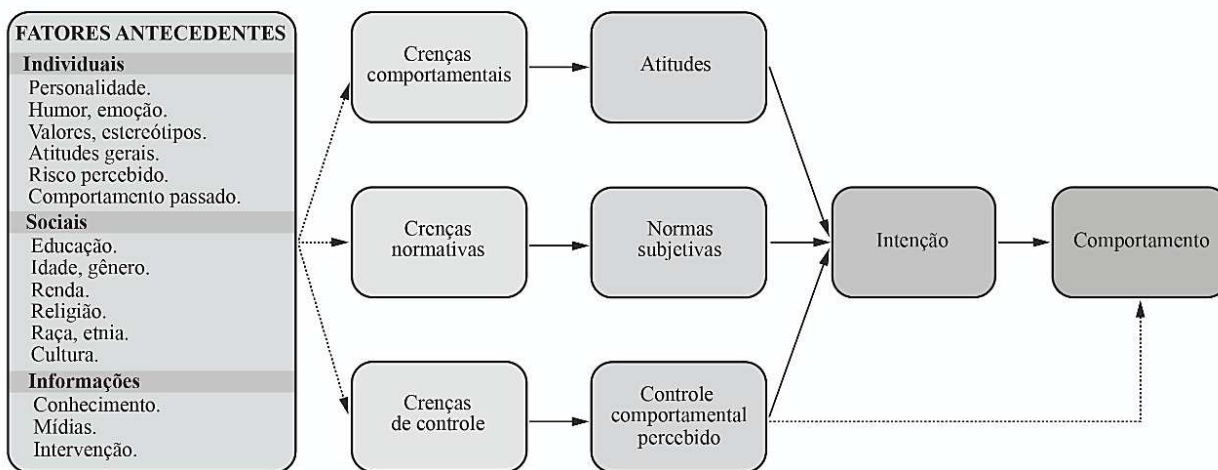 FATORES ANTECEDENTES
Individuais
Personalidade.
Humor, emoção.
Valores, estereótipos.
Atitudes gerais.
Risco percebido.
Comportamento passado.
Sociais
Educação.
Idade, gênero.
Renda.
Religião.
Raça, etnia.
Cultura.
Informações
Conhecimento.
Mídias.
Intervenção.
Crenças
comportamentais
Atitudes
Crenças
normativas
Normas
subjetivas
Intenção
Comportamento
Crenças
de controle
Controle
comportamental
percebido